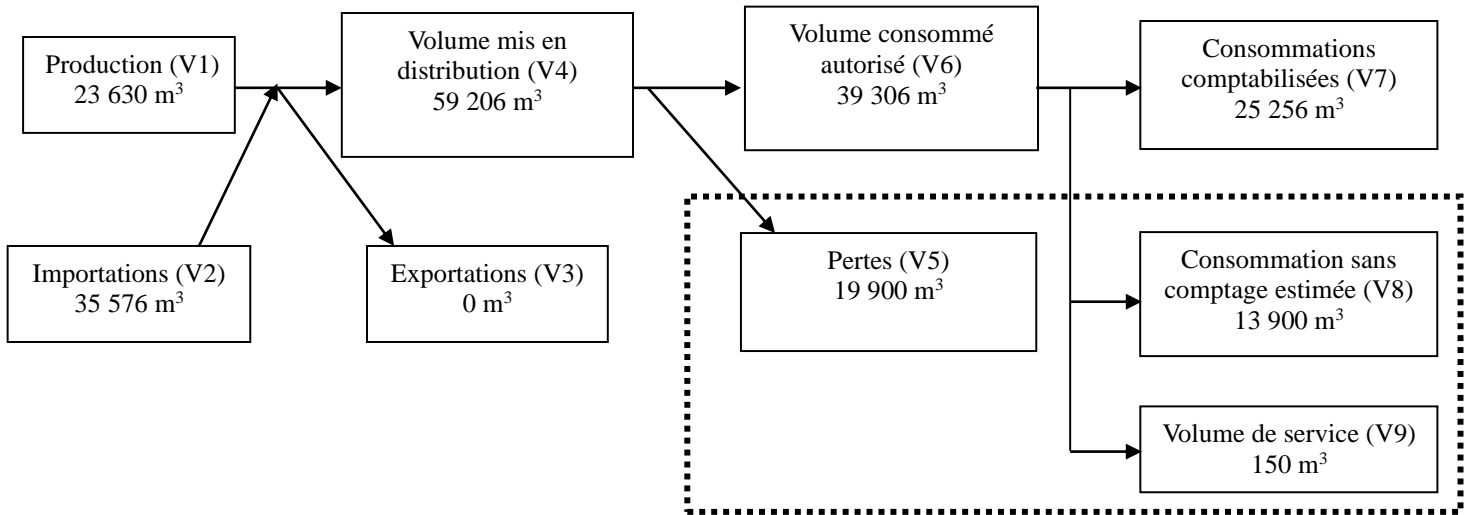 Production (V1)
23 630 m³
Volume mis en
distribution (V4)
59 206 m³
Volume consommé
autorisé (V6)
39 306 m³
Consommations
comptabilisées (V7)
25 256 m³
Importations (V2)
35 576 m³
Exportations (V3)
0 m³
Pertes (V5)
19 900 m³
Consommation sans
comptage estimée (V8)
13 900 m³
Volume de service (V9)
150 m³